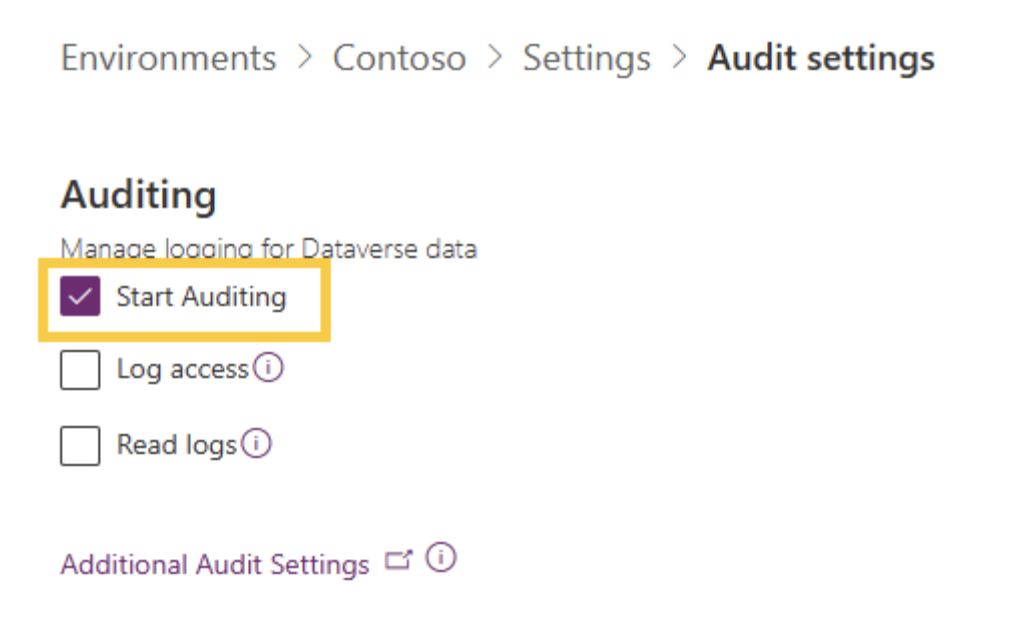 Environments > Contoso > Settings > Audit settings
Auditing
Manage logging for Dataverse data
Start Auditing
Log access
Read logs
Additional Audit Settings